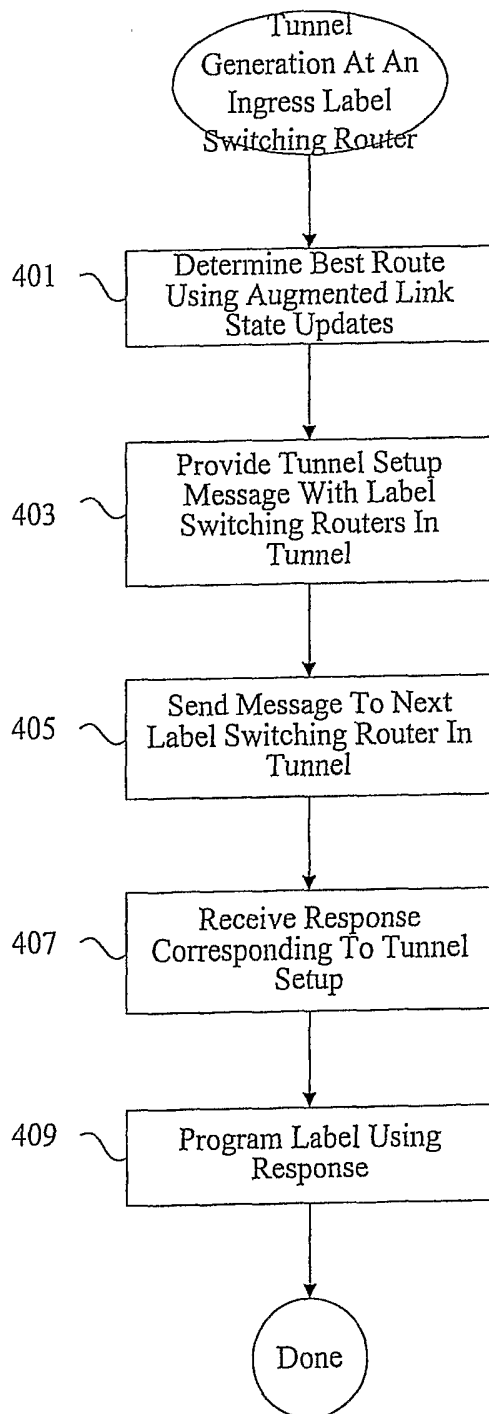 Tunnel
Generation At An
Ingress Label
Switching Router
401
Determine Best Route
Using Augmented Link
State Updates
403
Provide Tunnel Setup
Message With Label
Switching Routers In
Tunnel
405
Send Message To Next
Label Switching Router In
Tunnel
407
Receive Response
Corresponding To Tunnel
Setup
409
Program Label Using
Response
Done